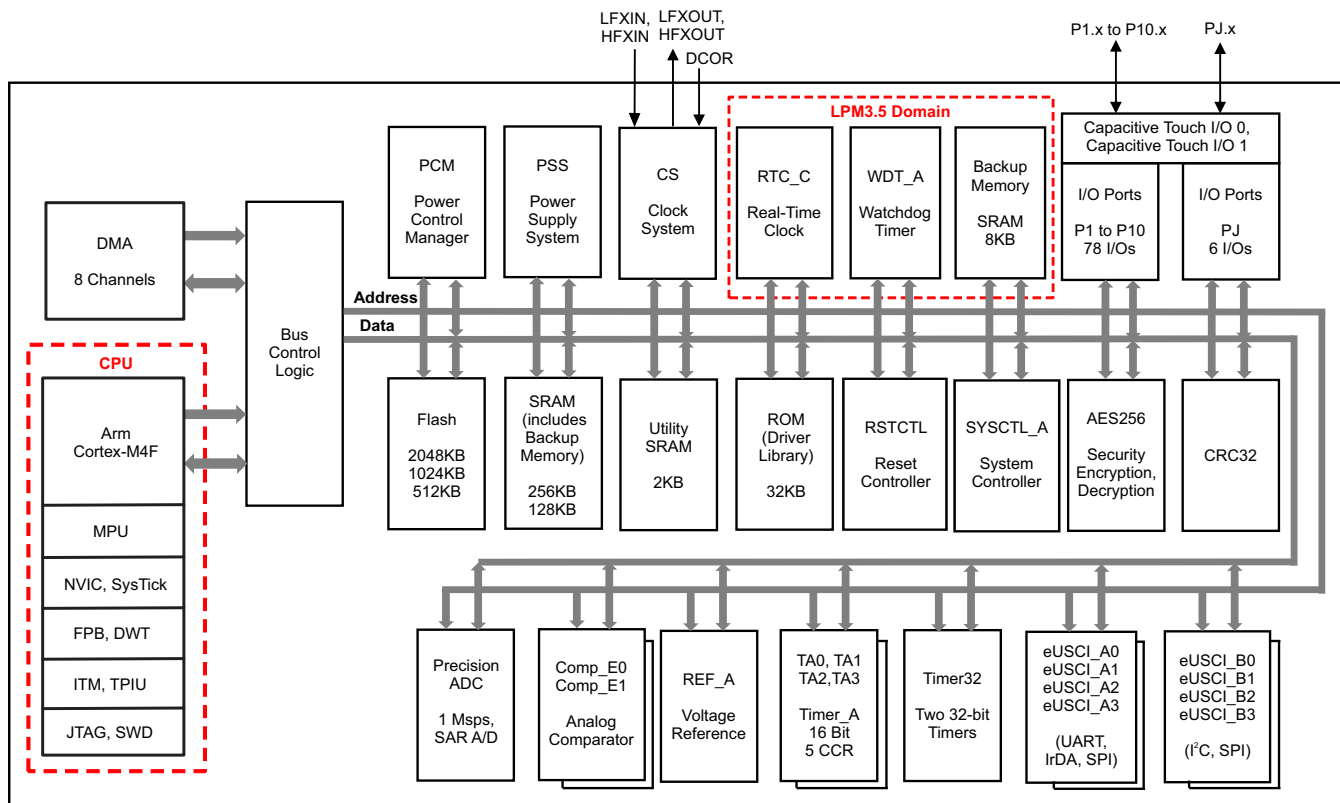 LFXIN,
HFXIN
LFXOUT,
HFXOUT
DCOR
P1.x to P10.x
PJ.x
LPM3.5 Domain
Capacitive Touch I/O 0,
Capacitive Touch I/O 1
PCM
Power
Control
Manager
PSS
Power
Supply
System
CS
Clock
System
RTC_C
Real-Time
Clock
WDT_A
Watchdog
Timer
Backup
Memory
SRAM
8KB
I/O Ports
P1 to P10
78 I/Os
I/O Ports
PJ
6 I/Os
DMA
8 Channels
Bus
Control
Logic
Address
Data
CPU
Arm
Cortex-M4F
MPU
NVIC, SysTick
FPB, DWT
ITM, TPIU
JTAG, SWD
Flash
2048KB
1024KB
512KB
SRAM
(includes
Backup
Memory)
256KB
128KB
Utility
SRAM
2KB
ROM
(Driver
Library)
32KB
RSTCTL
Reset
Controller
SYSCTL_A
System
Controller
AES256
Security
Encryption,
Decryption
CRC32
Precision
ADC
1 Msps,
SAR A/D
Comp_E0
Comp_E1
Analog
Comparator
REF_A
Voltage
Reference
TA0, TA1
TA2,TA3
Timer_A
16 Bit
5 CCR
Timer32
Two 32-bit
Timers
eUSCI_A0
eUSCI_A1
eUSCI_A2
eUSCI_A3
(UART,
IrDA, SPI)
eUSCI_B0
eUSCI_B1
eUSCI_B2
eUSCI_B3
(I²C, SPI)